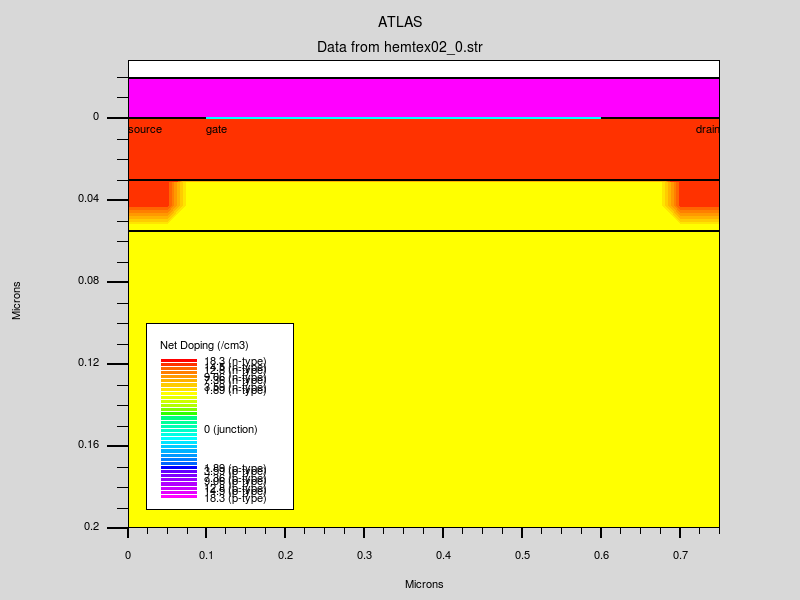 ATLAS
Data from hemtex02_0.str
0
source
gate
drain
0.04
0.08
Microns
0.12
0.16
0.2
Net Doping (/cm3)
18.3 (n-type)
1.89 (n-type)
0 (junction)
1.89 (p-type)
18.3 (p-type)
0
0.1
0.2
0.3
0.4
0.5
0.6
0.7
Microns